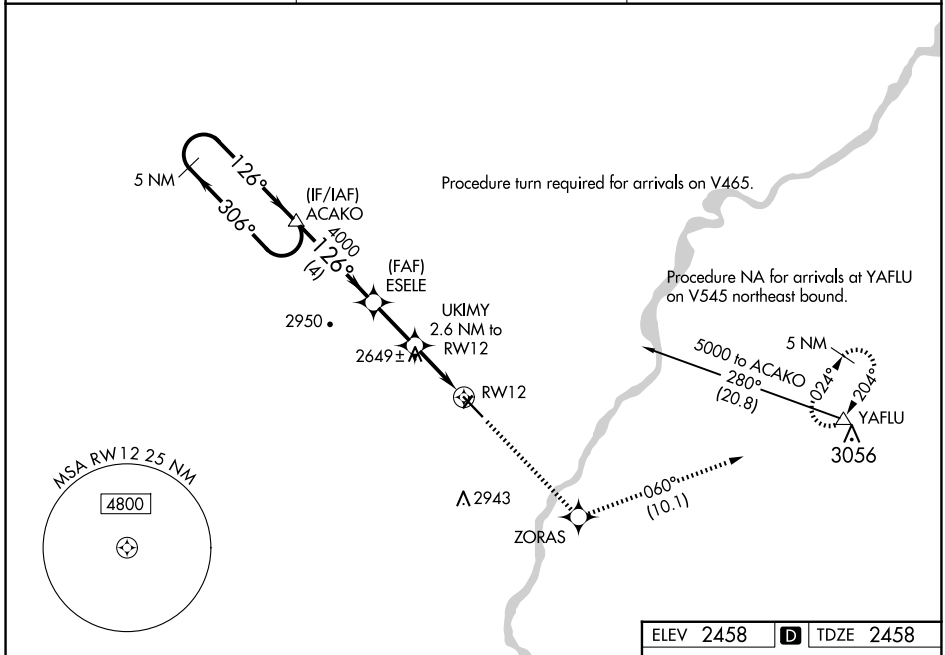 5 NM
126°
306°
(IF/IAF)
ACAKO
4000
126°
(4)
Procedure turn required for arrivals on V465.
(FAF)
ESELE
2950
UKIMY
2.6 NM to
RW12
2649±
RW12
Procedure NA for arrivals at YAFLU
on V545 northeast bound.
5000 to ACAKO
280°
(20.8)
5 NM
024°
204°
YAFLU
3056
MSA RW12 25 NM
4800
2943
ZORAS
060°
(10.1)
ELEV 2458 D TDZE 2458